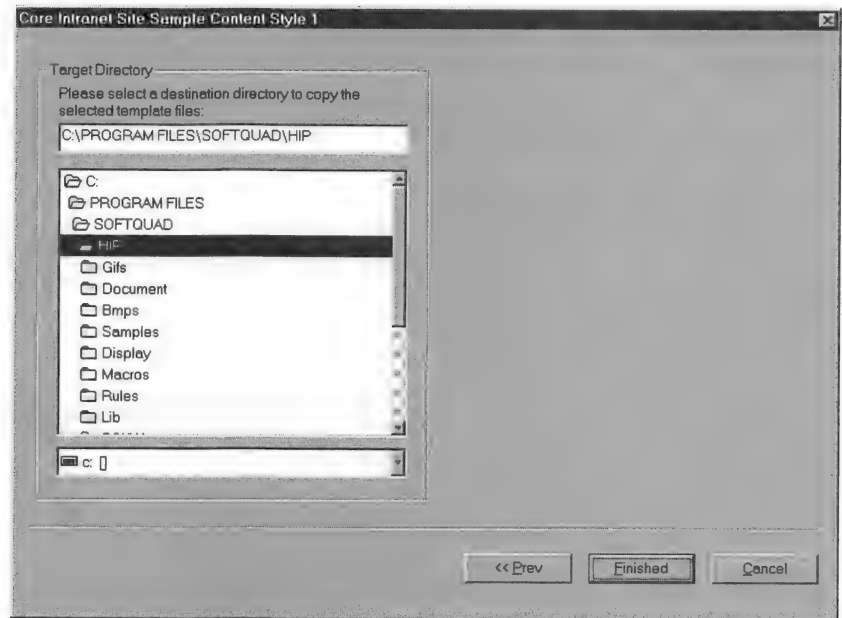 Core Intranet Site Sample Content Style 1
Target Directory
Please select a destination directory to copy the
selected template files:
C:\PROGRAM FILES\SOFTQUAD\HIP
C:
PROGRAM FILES
SOFTQUAD
HIP
Gifs
Document
Bmps
Samples
Display
Macros
Rules
Lib
c: []
<< Prev
Finished
Cancel